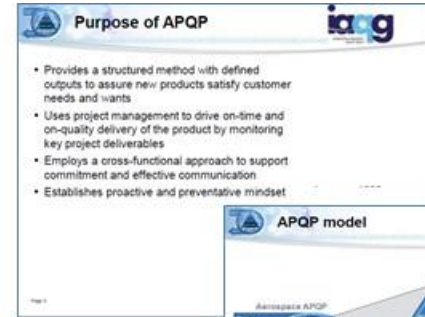 Purpose of APQP
iaqg
• Provides a structured method with defined
outputs to assure new products satisfy customer
needs and wants
• Uses project management to drive on-time and
on-quality delivery of the product by monitoring
key project deliverables
• Employs a cross-functional approach to support
commitment and effective communication
• Establishes proactive and preventative mindset
APQP model
Aerospace APQP